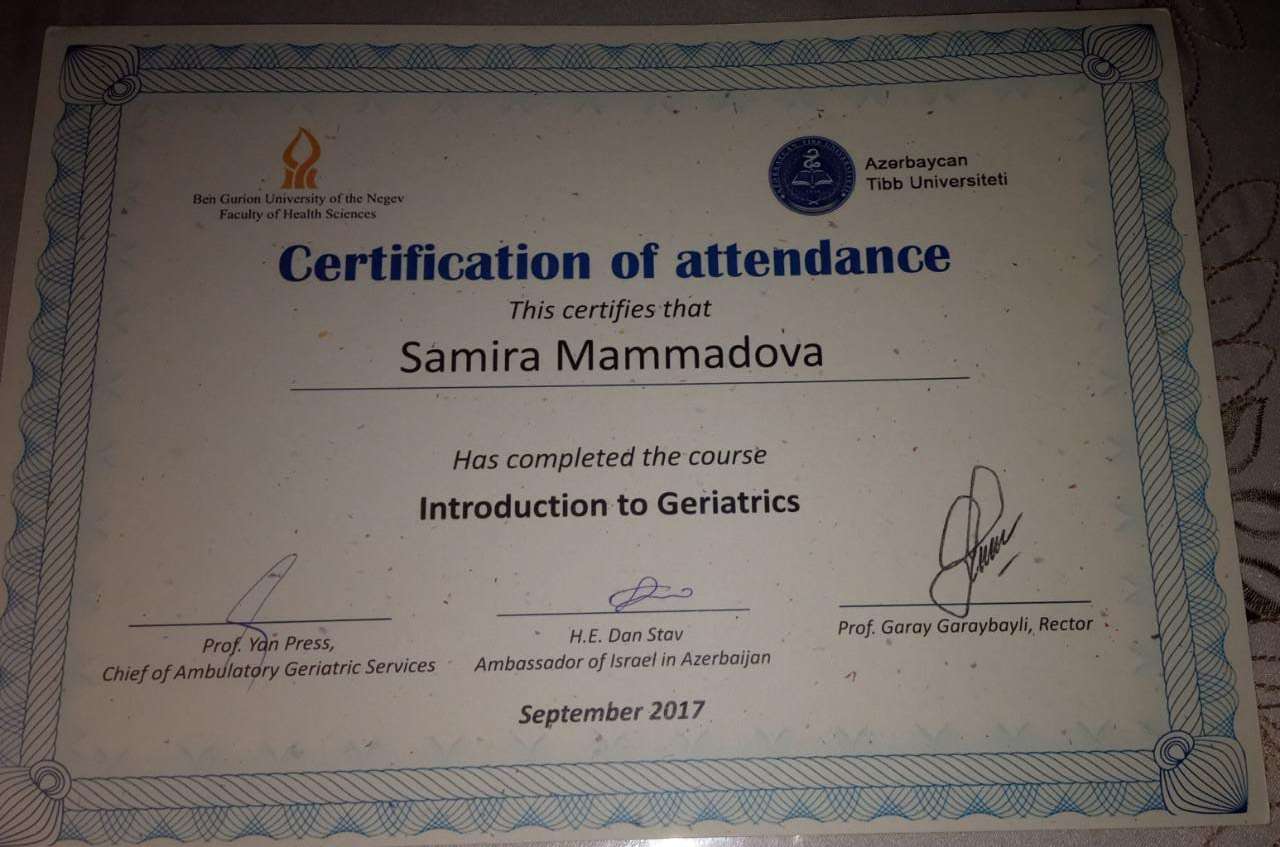 Ben Gurion University of the Negev
Faculty of Health Sciences
Azərbaycan
Tibb Universiteti
Certification of attendance
This certifies that
Samira Mammadova
Has completed the course
Introduction to Geriatrics
Prof. Yan Press,
Chief of Ambulatory Geriatric Services
H.E. Dan Stav
Ambassador of Israel in Azerbaijan
Prof. Garay Garaybayli, Rector
September 2017